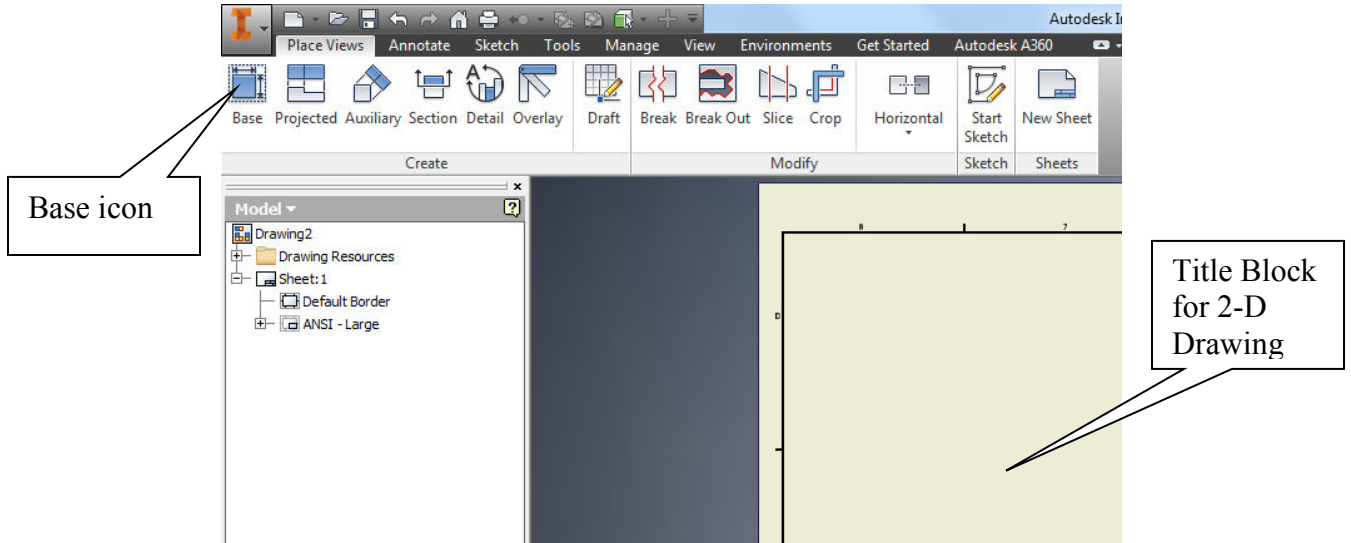 Autodesk In
Place Views Annotate Sketch Tools Manage View Environments Get Started Autodesk A360
Base Projected Auxiliary Section Detail Overlay Draft Break Break Out Slice Crop Horizontal Start Sketch New Sheet
Create Modify Sketch Sheets
Base icon
Model
Drawing2
Drawing Resources
Sheet:1
Default Border
ANSI - Large
8 7
D
Title Block
for 2-D
Drawing